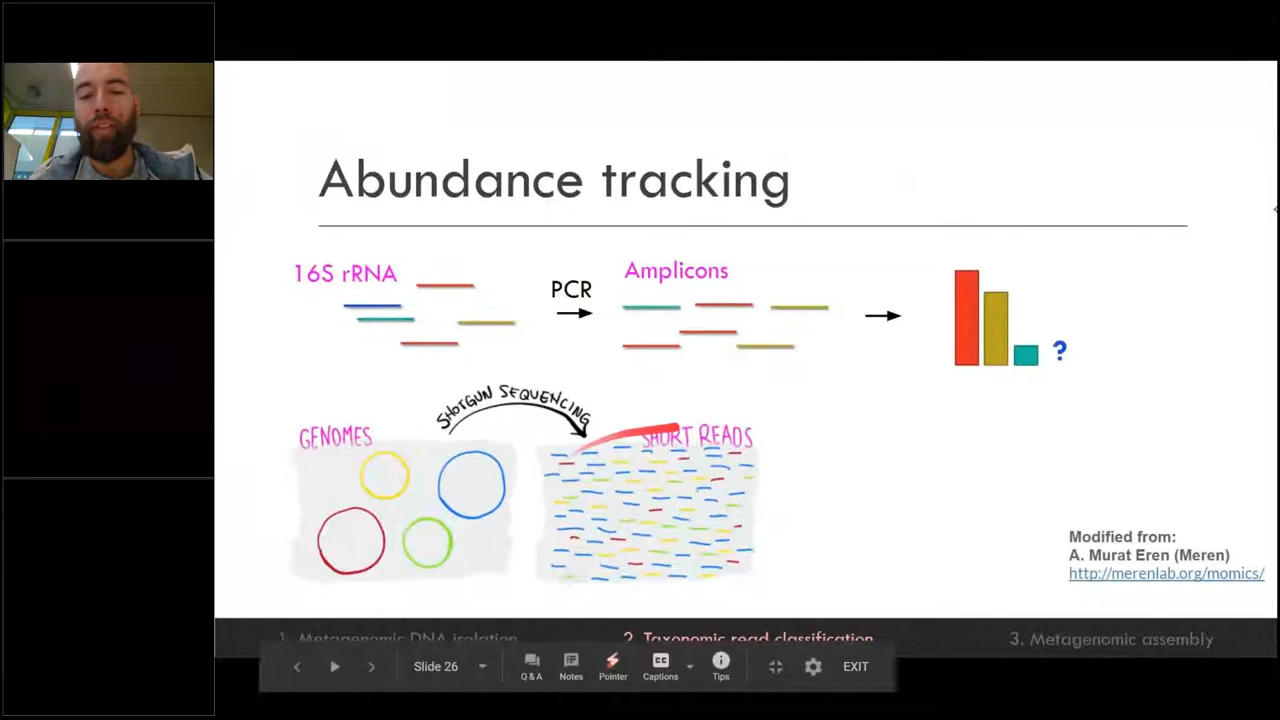 Abundance tracking
16S rRNA
PCR
Amplicons
?
SHOTGUN SEQUENCING
GENOMES
SHORT READS
Modified from:
A. Murat Eren (Meren)
http://merenlab.org/momics/
1. Metagenomic DNA isolation
2. Taxonomic read classification
3. Metagenomic assembly
Slide 26
Q & A
Notes
Pointer
CC
Captions
Tips
EXIT